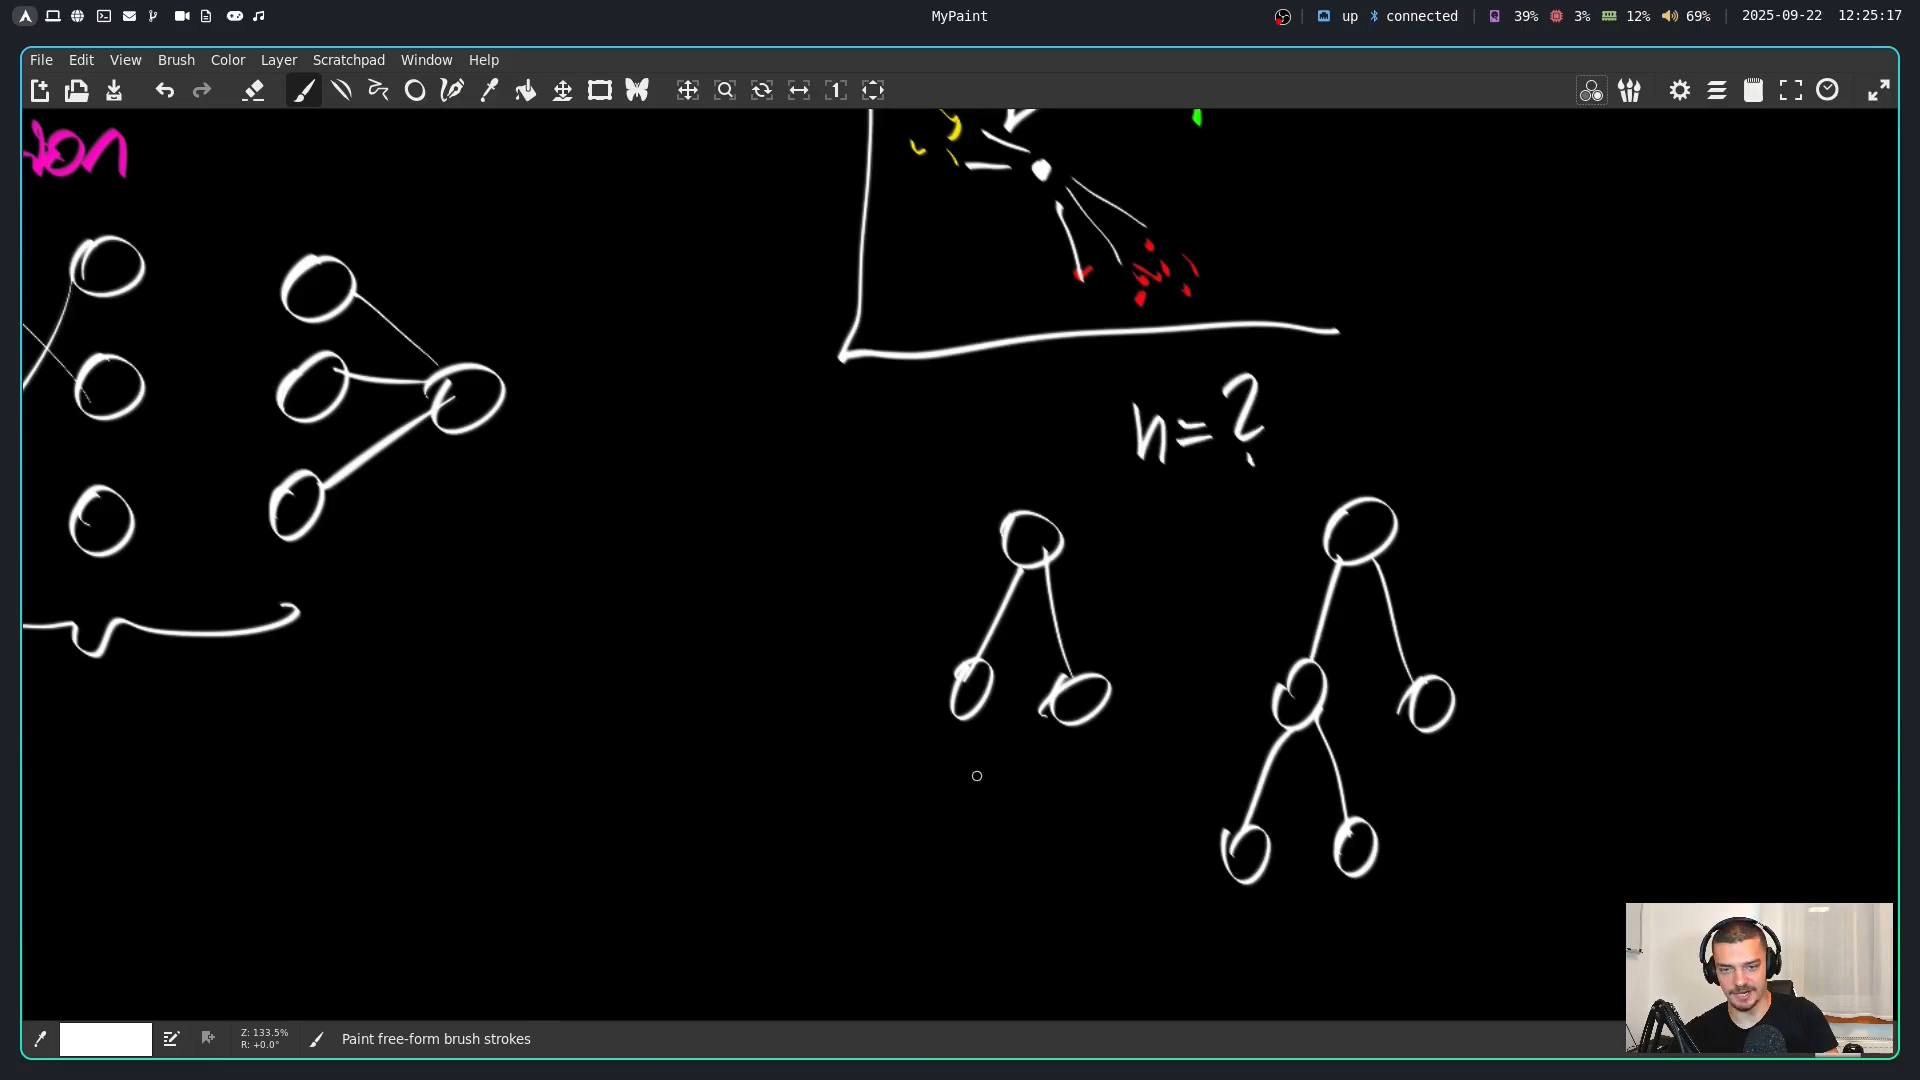 MyPaint
up
connected
39%
3%
12%
69%
2025-09-22
12:25:17
File Edit View Brush Color Layer Scratchpad Window Help
n=?
Z: 133.5%
R: +0.0°
Paint free-form brush strokes